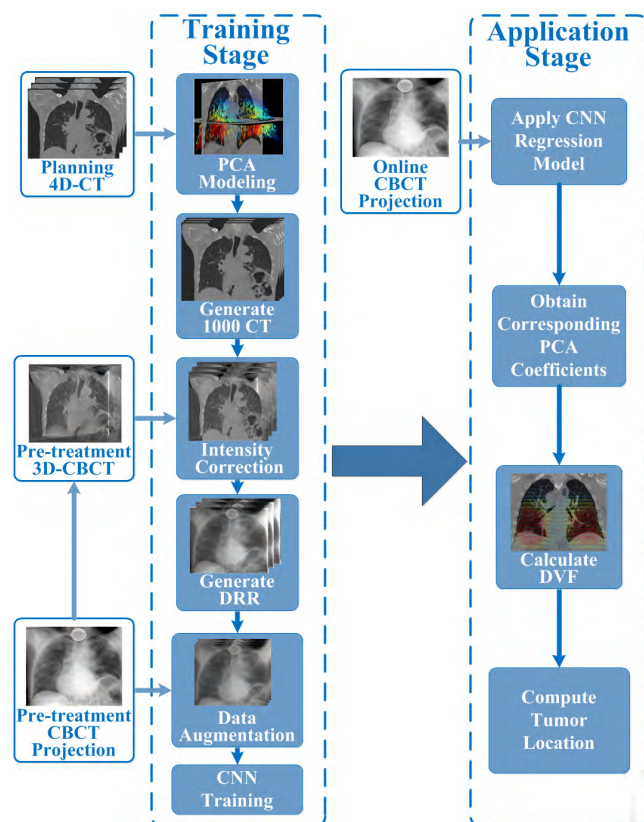 Training
Stage
Planning
4D-CT
PCA
Modeling
Generate
1000 CT
Pre-treatment
3D-CBCT
Intensity
Correction
Generate
DRR
Pre-treatment
CBCT
Projection
Data
Augmentation
CNN
Training
Application
Stage
Online
CBCT
Projection
Apply CNN
Regression
Model
Obtain
Corresponding
PCA
Coefficients
Calculate
DVF
Compute
Tumor
Location